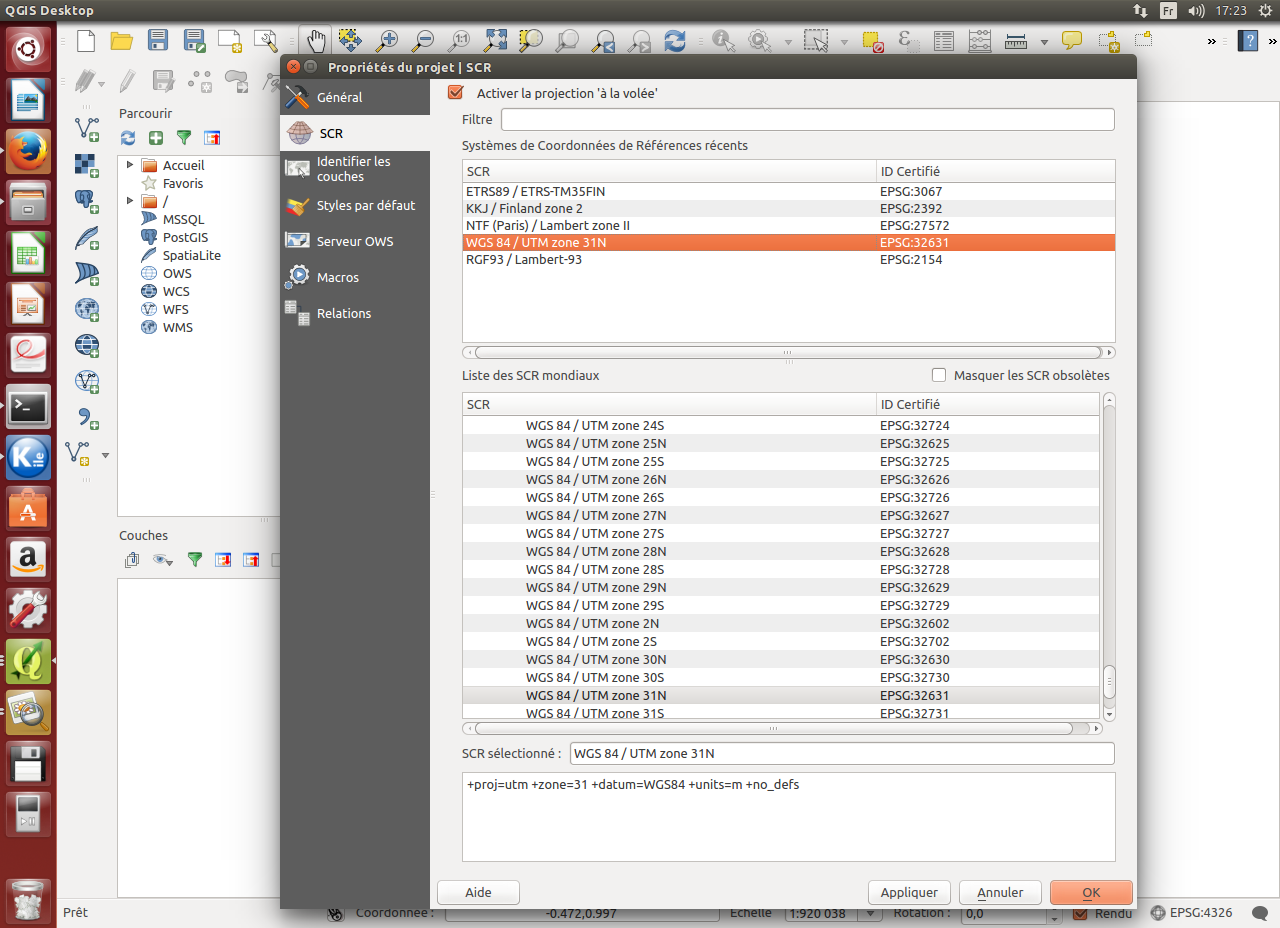 QGIS Desktop
Fr
17:23
Propriétés du projet | SCR
Général
SCR
Identifier les couches
Styles par défaut
Serveur OWS
Macros
Relations
Parcourir
Accueil
Favoris
/
MSSQL
PostGIS
SpatiaLite
OWS
WCS
WFS
WMS
Couches
Activer la projection 'à la volée'
Filtre
Systèmes de Coordonnées de Références récents
SCR ID Certifié
ETRS89 / ETRS-TM35FIN EPSG:3067
KKJ / Finland zone 2 EPSG:2392
NTF (Paris) / Lambert zone II EPSG:27572
WGS 84 / UTM zone 31N EPSG:32631
RGF93 / Lambert-93 EPSG:2154
Liste des SCR mondiaux
Masquer les SCR obsolètes
SCR ID Certifié
WGS 84 / UTM zone 24S EPSG:32724
WGS 84 / UTM zone 25N EPSG:32625
WGS 84 / UTM zone 25S EPSG:32725
WGS 84 / UTM zone 26N EPSG:32626
WGS 84 / UTM zone 26S EPSG:32726
WGS 84 / UTM zone 27N EPSG:32627
WGS 84 / UTM zone 27S EPSG:32727
WGS 84 / UTM zone 28N EPSG:32628
WGS 84 / UTM zone 28S EPSG:32728
WGS 84 / UTM zone 29N EPSG:32629
WGS 84 / UTM zone 29S EPSG:32729
WGS 84 / UTM zone 2N EPSG:32602
WGS 84 / UTM zone 2S EPSG:32702
WGS 84 / UTM zone 30N EPSG:32630
WGS 84 / UTM zone 30S EPSG:32730
WGS 84 / UTM zone 31N EPSG:32631
WGS 84 / UTM zone 31S EPSG:32731
SCR sélectionné : WGS 84 / UTM zone 31N
+proj=utm +zone=31 +datum=WGS84 +units=m +no_defs
Aide
Appliquer
Annuler
OK
Prêt
Coordonnée : -0.472,0.997
Echelle 1:920 038
Rotation : 0,0
Rendu
EPSG:4326